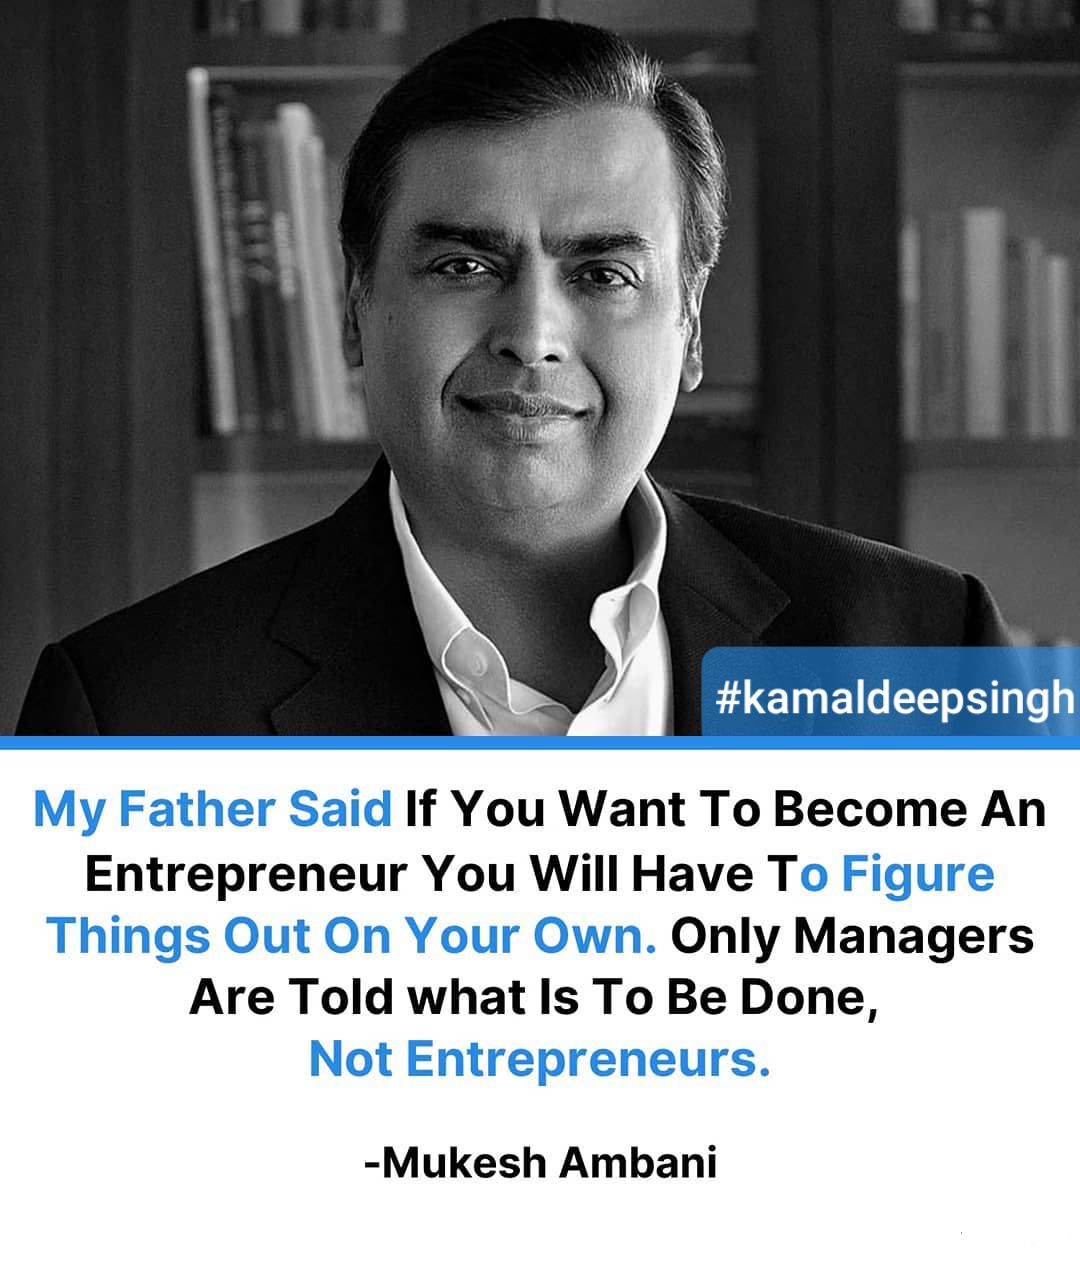 #kamaldeepsingh
My Father Said If You Want To Become An
Entrepreneur You Will Have To Figure
Things Out On Your Own. Only Managers
Are Told what Is To Be Done,
Not Entrepreneurs.
-Mukesh Ambani